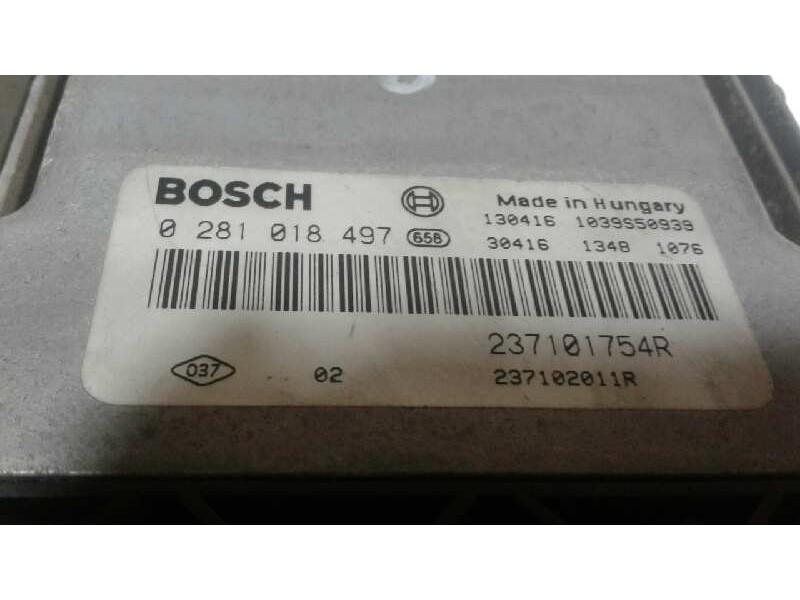 BOSCH
Made in Hungary
0 281 018 497 658
130416 1039S50939
30416 1348 1076
237101754R
037 02
237102011R